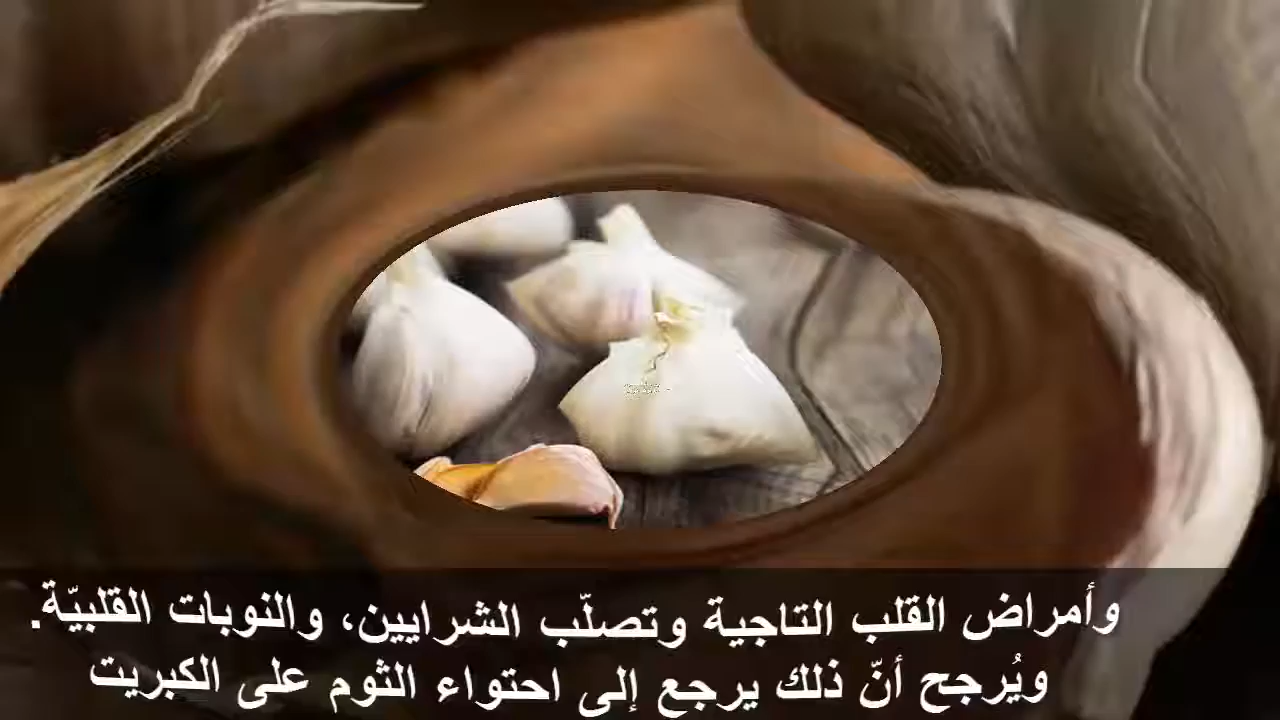 وأمراض القلب التاجية وتصلّب الشرايين، والنوبات القلبيّة.
ويُرجح أنّ ذلك يرجع إلى احتواء الثوم على الكبريت